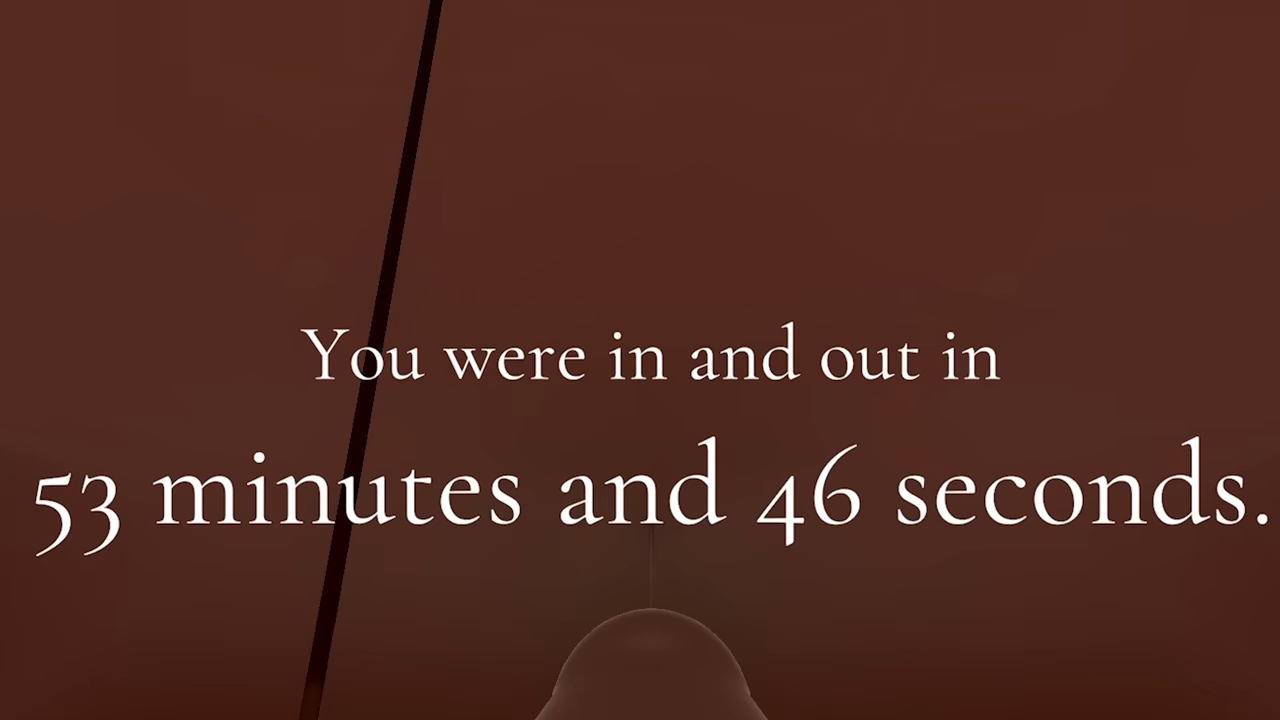 You were in and out in
53 minutes and 46 seconds.